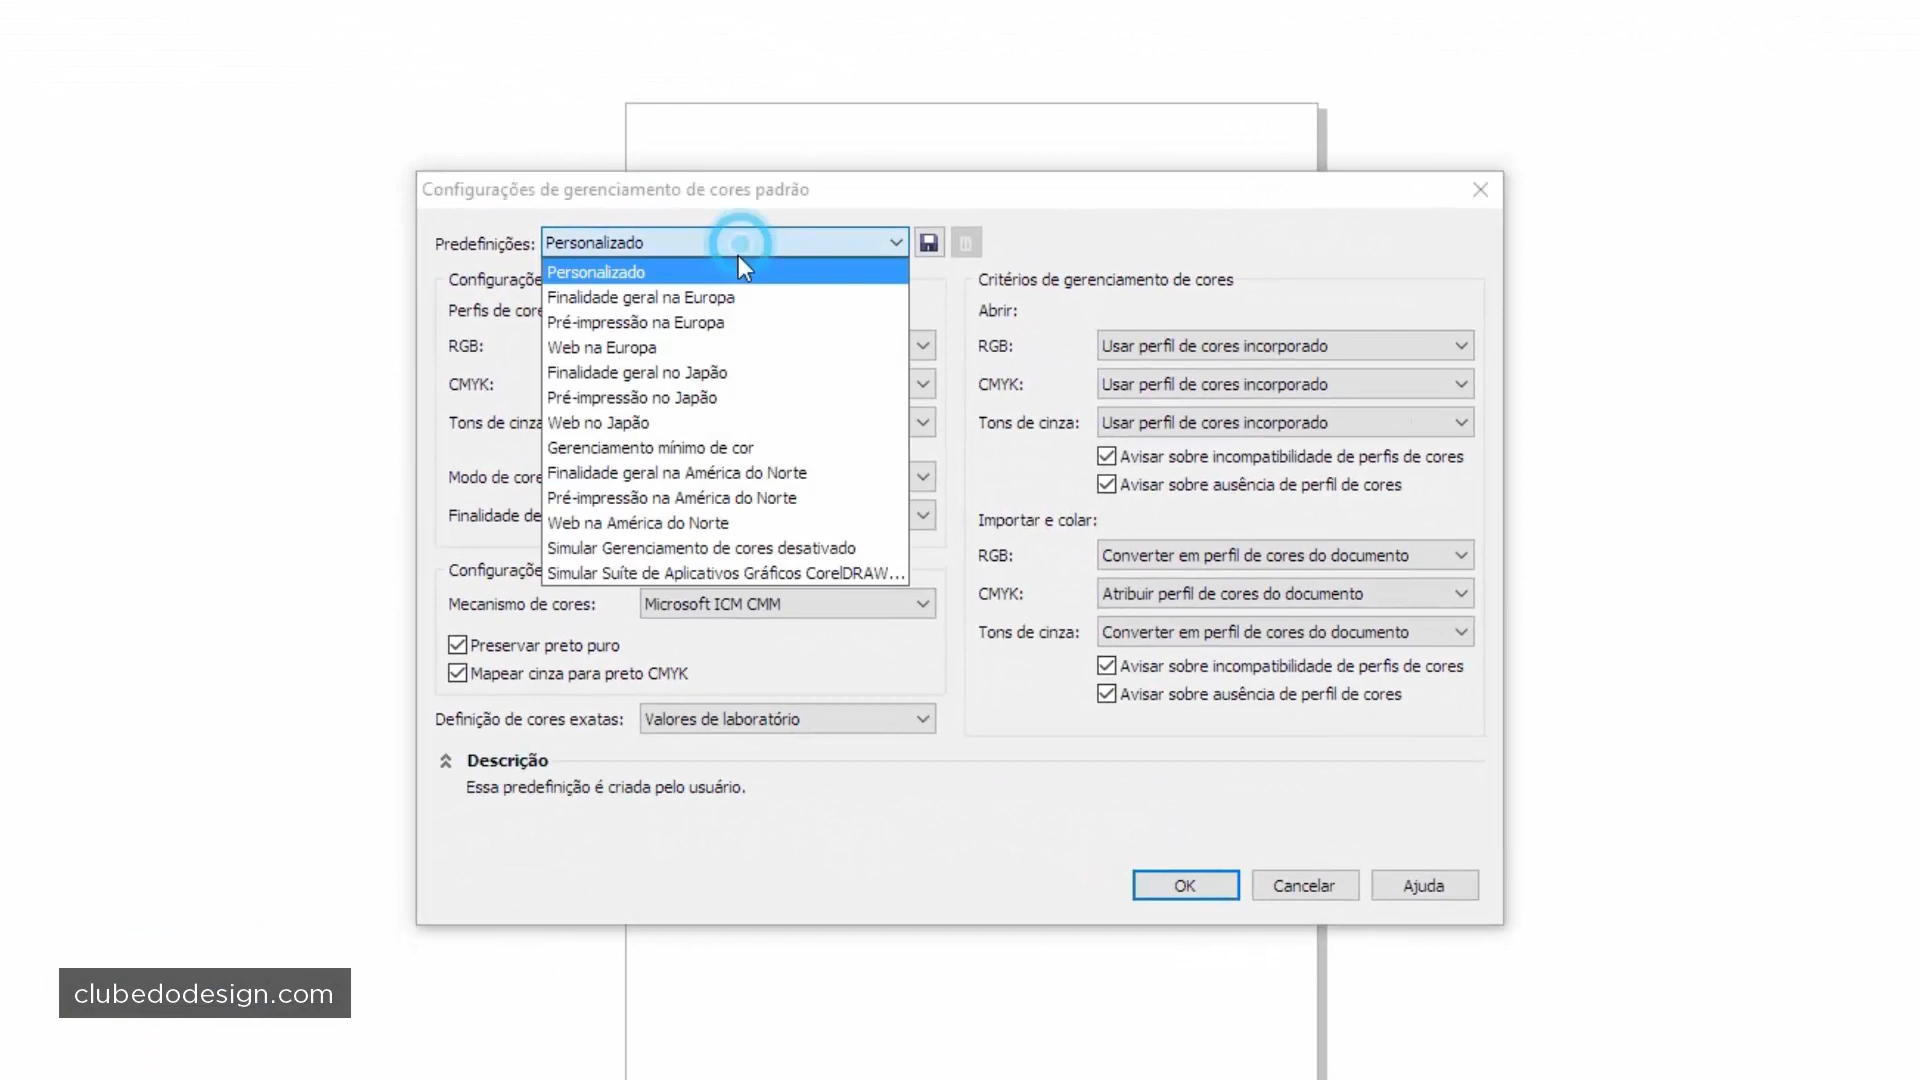 Configurações de gerenciamento de cores padrão
Predefinições: Personalizado
Personalizado
Finalidade geral na Europa
Pré-impressão na Europa
Web na Europa
Finalidade geral no Japão
Pré-impressão no Japão
Web no Japão
Gerenciamento mínimo de cor
Finalidade geral na América do Norte
Pré-impressão na América do Norte
Web na América do Norte
Simular Gerenciamento de cores desativado
Simular Suíte de Aplicativos Gráficos CorelDRAW...
Configuraçõe
Perfis de core
RGB:
CMYK:
Tons de cinza
Modo de core
Finalidade de
Configuraçõe
Mecanismo de cores: Microsoft ICM CMM
Preservar preto puro
Mapear cinza para preto CMYK
Definição de cores exatas: Valores de laboratório
Critérios de gerenciamento de cores
Abrir:
RGB: Usar perfil de cores incorporado
CMYK: Usar perfil de cores incorporado
Tons de cinza: Usar perfil de cores incorporado
Avisar sobre incompatibilidade de perfis de cores
Avisar sobre ausência de perfil de cores
Importar e colar:
RGB: Converter em perfil de cores do documento
CMYK: Atribuir perfil de cores do documento
Tons de cinza: Converter em perfil de cores do documento
Avisar sobre incompatibilidade de perfis de cores
Avisar sobre ausência de perfil de cores
Descrição
Essa predefinição é criada pelo usuário.
OK Cancelar Ajuda
clubedodesign.com